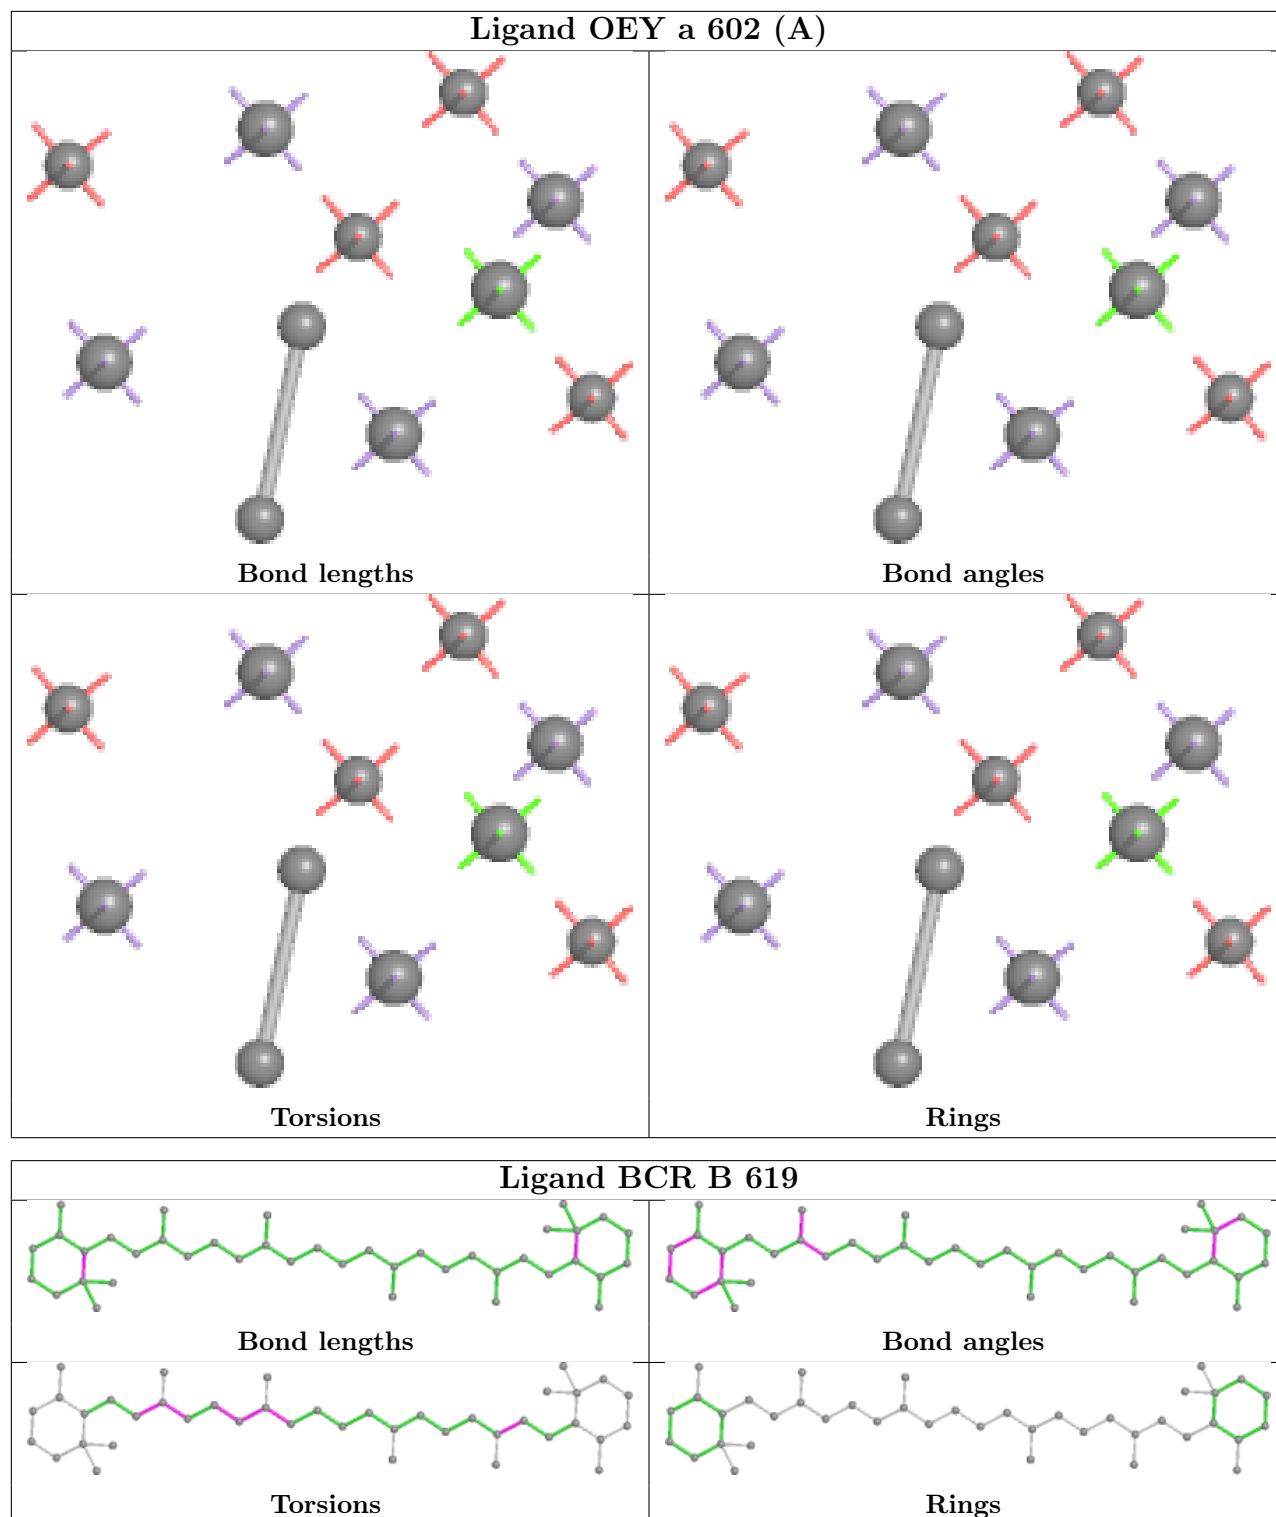 Ligand OEY a 602 (A)
Bond lengths
Bond angles
Torsions
Rings
Ligand BCR B 619
Bond lengths
Bond angles
Torsions
Rings